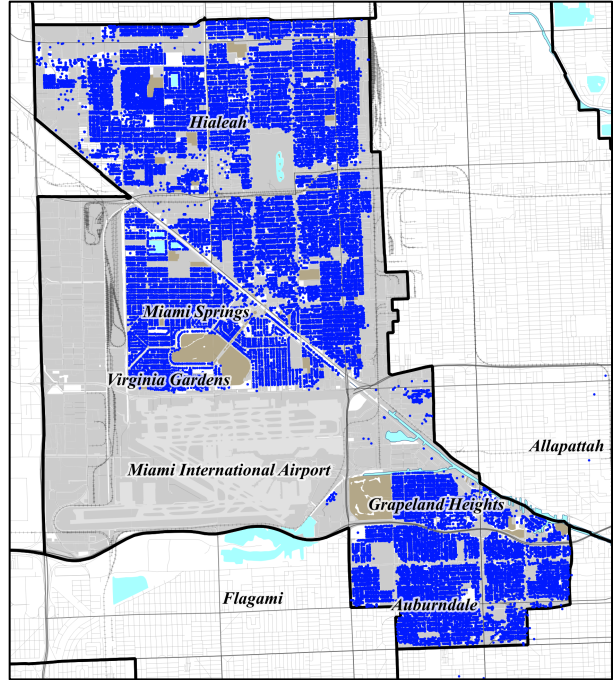 Hialeah
Miami Springs
Virginia Gardens
Allapattah
Miami International Airport
Grapeland Heights
Flagami
Auburndale